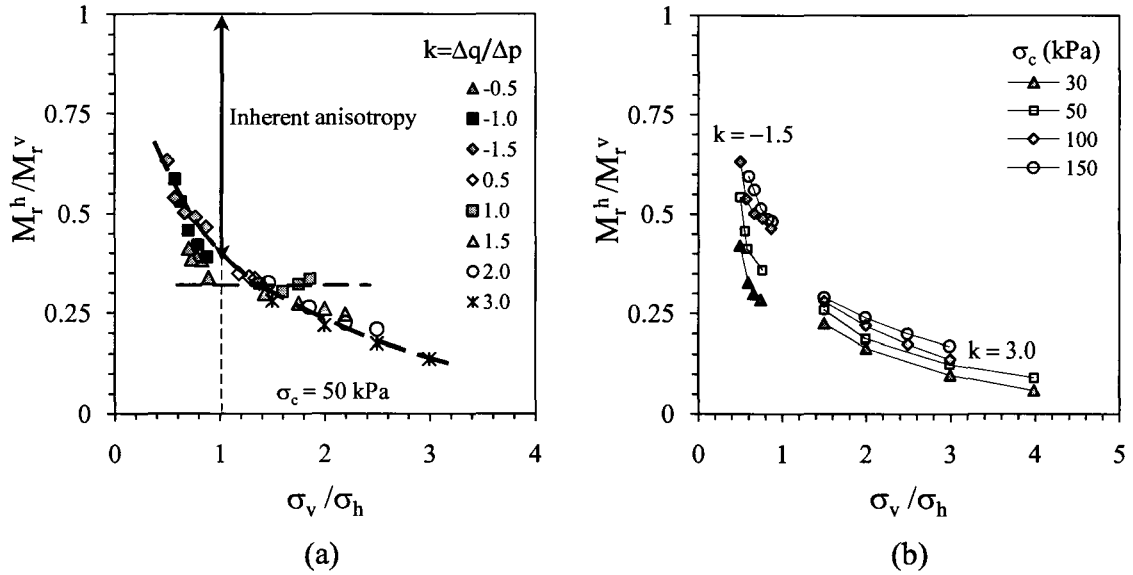 1
0.75
0.5
0.25
0
M_r^h/M_r^v
k=Δq/Δp
-0.5
-1.0
-1.5
0.5
1.0
1.5
2.0
3.0
Inherent anisotropy
σ_c = 50 kPa
0 1 2 3 4
σ_v/σ_h
(a)
1
0.75
0.5
0.25
0
M_r^h/M_r^v
σ_c (kPa)
30
50
100
150
k = −1.5
k = 3.0
0 1 2 3 4 5
σ_v/σ_h
(b)